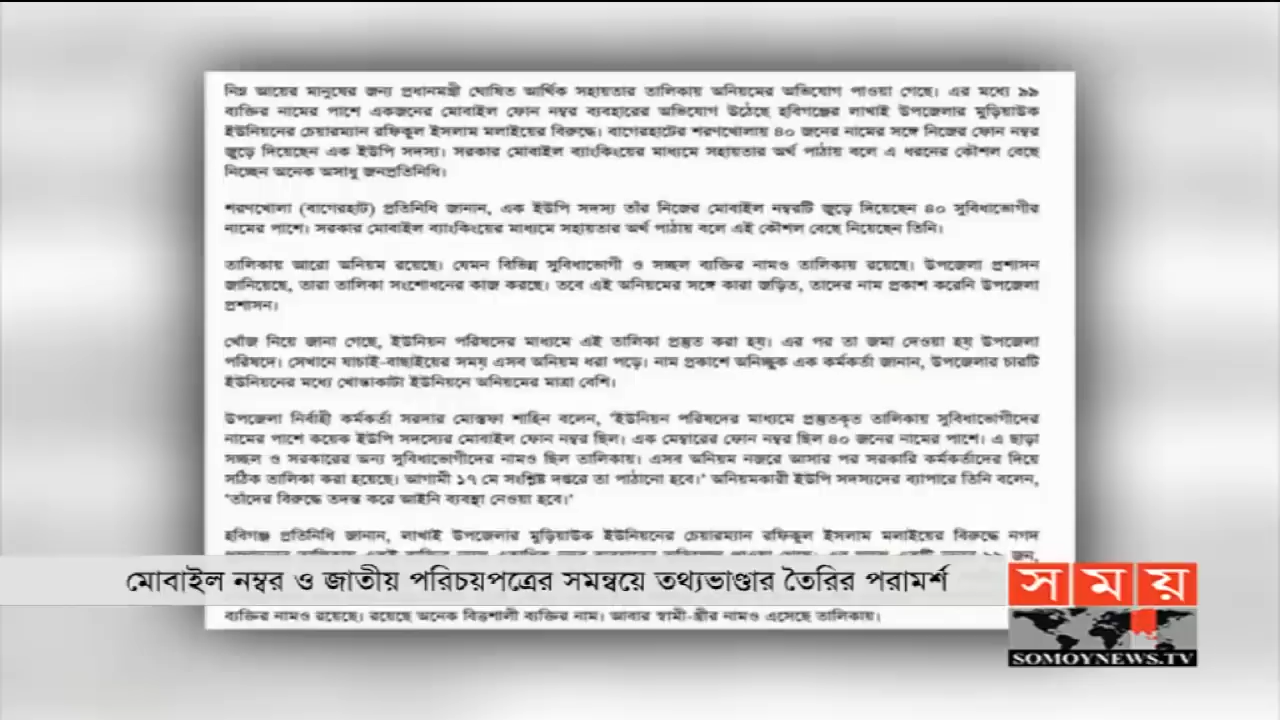 নিম্ন আয়ের মানুষের জন্য প্রধানমন্ত্রী ঘোষিত আর্থিক সহায়তার তালিকায় অনিয়মের অভিযোগ পাওয়া গেছে। এর মধ্যে ৯৯
ব্যক্তির নামের পাশে একজনের মোবাইল ফোন নম্বর ব্যবহারের অভিযোগ উঠেছে হবিগঞ্জের লাখাই উপজেলার মুড়িয়াউক
ইউনিয়নের চেয়ারম্যান রফিকুল ইসলাম মলাইয়ের বিরুদ্ধে। বাগেরহাটের শরণখোলায় ৪০ জনের নামের সঙ্গে নিজের ফোন নম্বর
জুড়ে দিয়েছেন এক ইউপি সদস্য। সরকার মোবাইল ব্যাংকিংয়ের মাধ্যমে সহায়তার অর্থ পাঠায় বলে এ ধরনের কৌশল বেছে
নিচ্ছেন অনেক অসাধু জনপ্রতিনিধি।
শরণখোলা (বাগেরহাট) প্রতিনিধি জানান, এক ইউপি সদস্য তাঁর নিজের মোবাইল নম্বরটি জুড়ে দিয়েছেন ৪০ সুবিধাভোগীর
নামের পাশে। সরকার মোবাইল ব্যাংকিংয়ের মাধ্যমে সহায়তার অর্থ পাঠায় বলে এই কৌশল বেছে নিয়েছেন তিনি।
তালিকায় আরো অনিয়ম রয়েছে। যেমন বিভিন্ন সুবিধাভোগী ও সচ্ছল ব্যক্তির নামও তালিকায় রয়েছে। উপজেলা প্রশাসন
জানিয়েছে, তারা তালিকা সংশোধনের কাজ করছে। তবে এই অনিয়মের সঙ্গে কারা জড়িত, তাদের নাম প্রকাশ করেনি উপজেলা
প্রশাসন।
খোঁজ নিয়ে জানা গেছে, ইউনিয়ন পরিষদের মাধ্যমে এই তালিকা প্রস্তুত করা হয়। এর পর তা জমা দেওয়া হয় উপজেলা
পরিষদে। সেখানে যাচাই-বাছাইয়ের সময় এসব অনিয়ম ধরা পড়ে। নাম প্রকাশে অনিচ্ছুক এক কর্মকর্তা জানান, উপজেলার চারটি
ইউনিয়নের মধ্যে খোন্তাকাটা ইউনিয়নে অনিয়মের মাত্রা বেশি।
উপজেলা নির্বাহী কর্মকর্তা সরদার মোস্তফা শাহিন বলেন, 'ইউনিয়ন পরিষদের মাধ্যমে প্রস্তুতকৃত তালিকায় সুবিধাভোগীদের
নামের পাশে কয়েক ইউপি সদস্যের মোবাইল ফোন নম্বর ছিল। এক মেম্বারের ফোন নম্বর ছিল ৪০ জনের নামের পাশে। এ ছাড়া
সচ্ছল ও সরকারের অন্য সুবিধাভোগীদের নামও ছিল তালিকায়। এসব অনিয়ম নজরে আসার পর সরকারি কর্মকর্তাদের দিয়ে
সঠিক তালিকা করা হয়েছে। আগামী ১৭ মে সংশ্লিষ্ট দপ্তরে তা পাঠানো হবে।' অনিয়মকারী ইউপি সদস্যদের ব্যাপারে তিনি বলেন,
'তাঁদের বিরুদ্ধে তদন্ত করে আইনি ব্যবস্থা নেওয়া হবে।'
হবিগঞ্জ প্রতিনিধি জানান, লাখাই উপজেলার মুড়িয়াউক ইউনিয়নের চেয়ারম্যান রফিকুল ইসলাম মলাইয়ের বিরুদ্ধে নগদ
মোবাইল নম্বর ও জাতীয় পরিচয়পত্রের সমন্বয়ে তথ্যভাণ্ডার তৈরির পরামর্শ
ব্যক্তির নামও রয়েছে। রয়েছে অনেক বিত্তশালী ব্যক্তির নাম। আবার স্বামী-স্ত্রীর নামও এসেছে তালিকায়।
সময়
SOMOYNEWS.TV